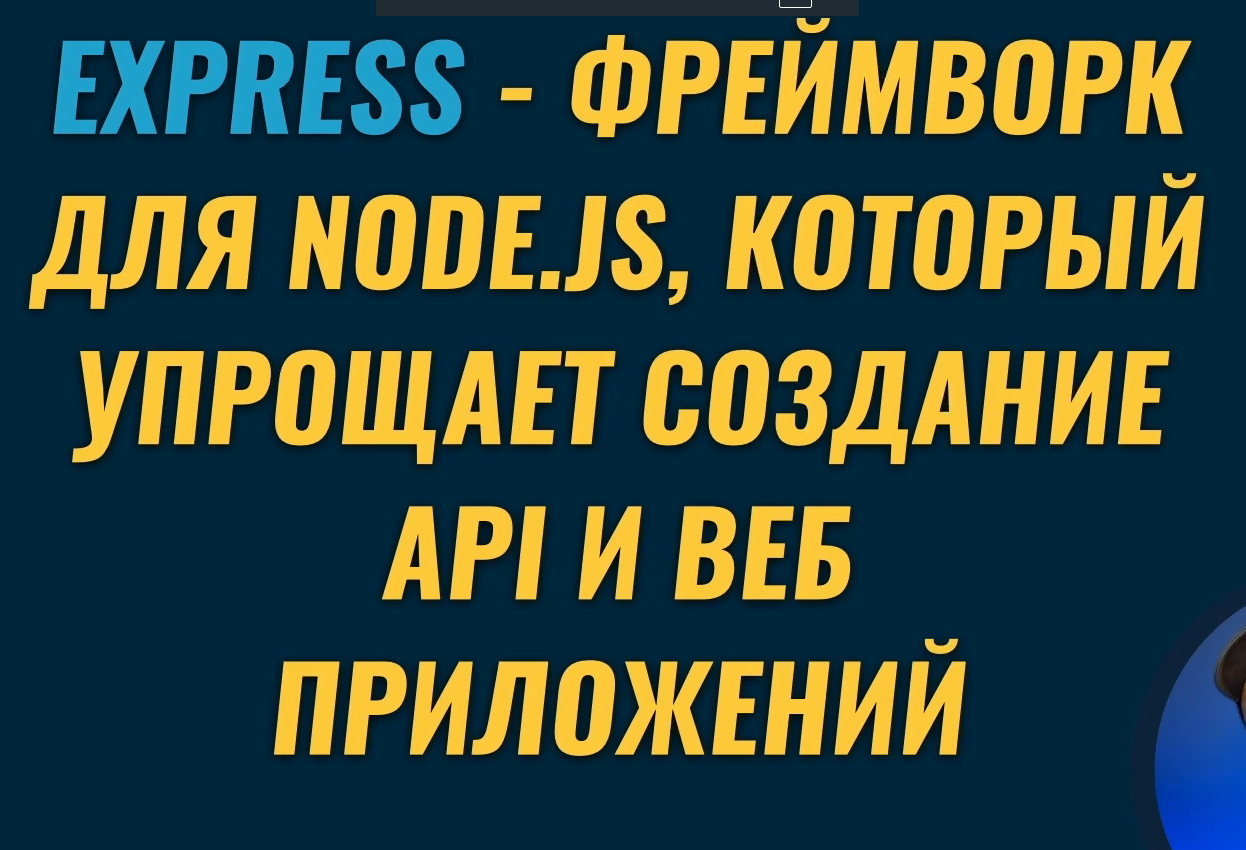 EXPRESS - ФРЕЙМВОРК
ДЛЯ NODE.JS, КОТОРЫЙ
УПРОЩАЕТ СОЗДАНИЕ
API И ВЕБ
ПРИЛОЖЕНИЙ